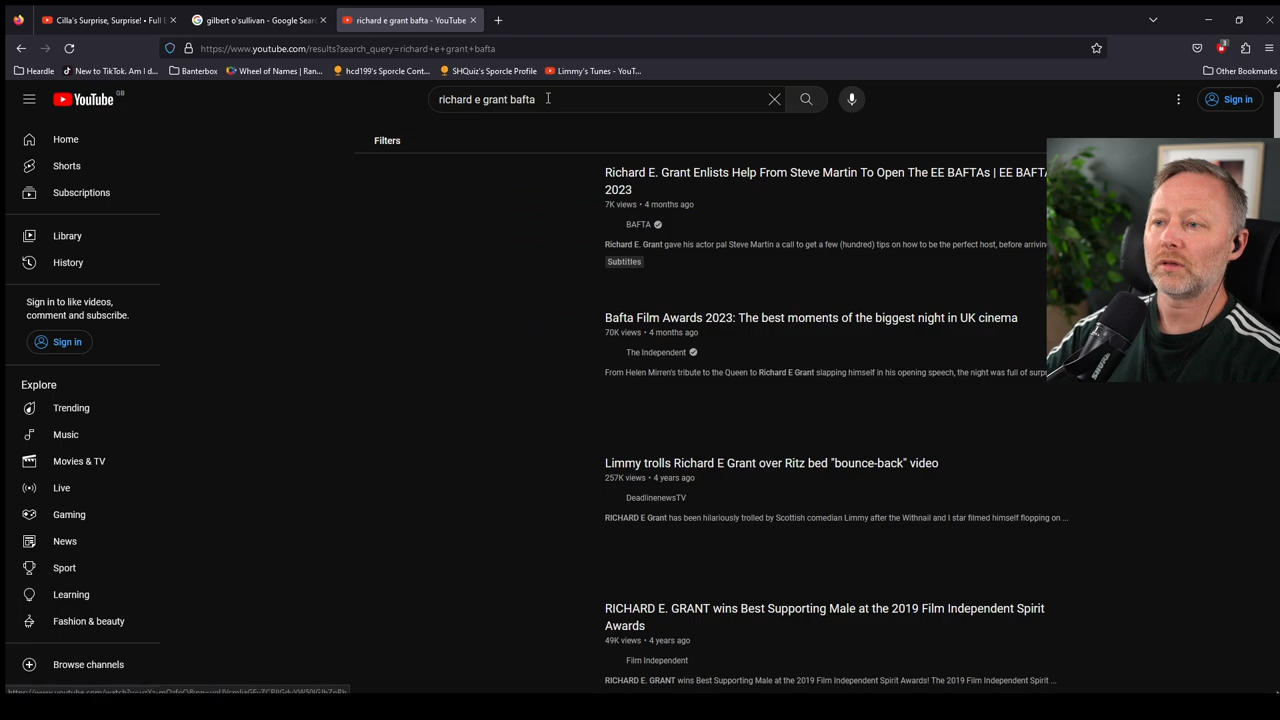 Cilla's Surprise, Surprise! • Full E
gilbert o'sullivan - Google Searc
richard e grant bafta - YouTube
https://www.youtube.com/results?search_query=richard+e+grant+bafta
Heardle
New to TikTok. Am I d...
Banterbox
Wheel of Names | Ran...
hcd199's Sporcle Cont...
SHQuiz's Sporcle Profile
Limmy's Tunes - YouT...
Other Bookmarks
YouTube GB
richard e grant bafta
Sign in
Filters
Home
Shorts
Subscriptions
Library
History
Sign in to like videos,
comment and subscribe.
Sign in
Explore
Trending
Music
Movies & TV
Live
Gaming
News
Sport
Learning
Fashion & beauty
Browse channels
Richard E. Grant Enlists Help From Steve Martin To Open The EE BAFTAs | EE BAFTA
2023
7K views • 4 months ago
BAFTA
Richard E. Grant gave his actor pal Steve Martin a call to get a few (hundred) tips on how to be the perfect host, before arriving
Subtitles
Bafta Film Awards 2023: The best moments of the biggest night in UK cinema
70K views • 4 months ago
The Independent
From Helen Mirren's tribute to the Queen to Richard E Grant slapping himself in his opening speech, the night was full of
Limmy trolls Richard E Grant over Ritz bed "bounce-back" video
257K views • 4 years ago
DeadlinenewsTV
RICHARD E Grant has been hilariously trolled by Scottish comedian Limmy after the Withnail and I star filmed himself flopping on ...
RICHARD E. GRANT wins Best Supporting Male at the 2019 Film Independent Spirit
Awards
49K views • 4 years ago
Film Independent
RICHARD E. GRANT wins Best Supporting Male at the 2019 Film Independent Spirit Awards! The 2019 Film Independent Spirit ...
SHURE